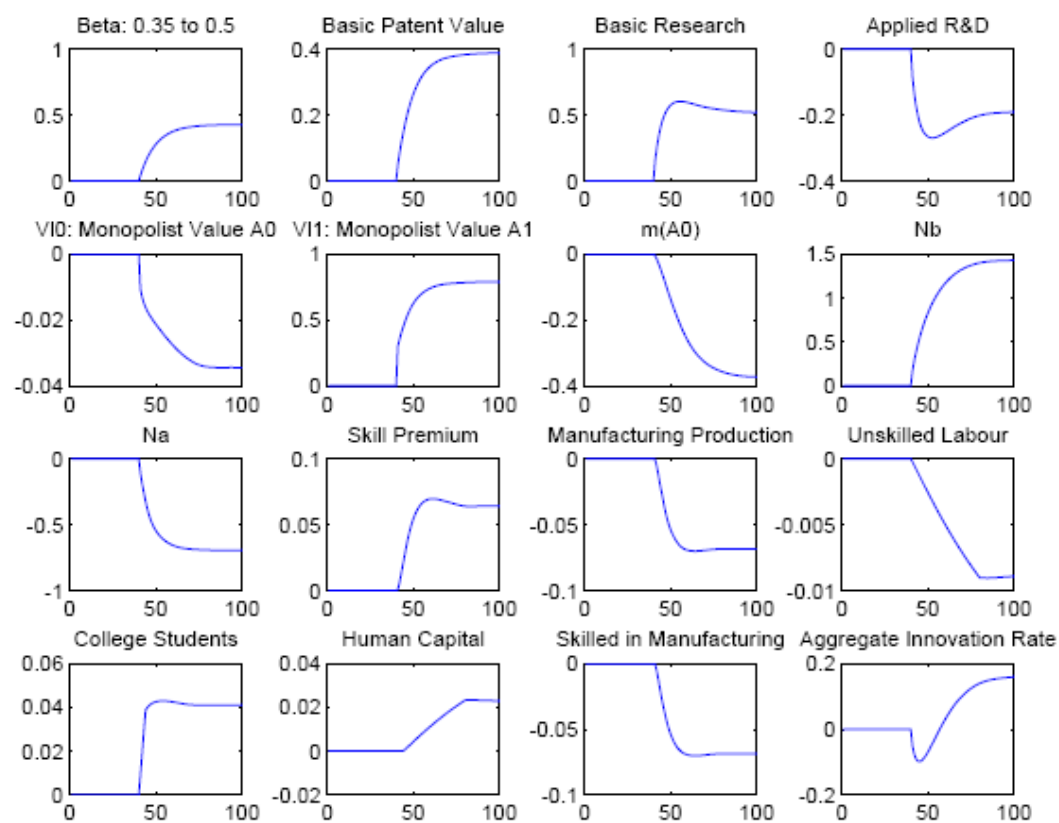 Beta: 0.35 to 0.5 Basic Patent Value Basic Research Applied R&D
1 0.4 1 0
0.5 0.2 0.5 -0.2
0 0 0 -0.4
0 50 100 0 50 100 0 50 100 0 50 100
VI0: Monopolist Value A0 VI1: Monopolist Value A1 m(A0) Nb
0 1 0 1.5
-0.02 0.5 -0.2 1
0.5
-0.04 0 -0.4 0
0 50 100 0 50 100 0 50 100 0 50 100
Na Skill Premium Manufacturing Production Unskilled Labour
0 0.1 0 0
-0.5 0.05 -0.05 -0.005
-1 0 -0.1 -0.01
0 50 100 0 50 100 0 50 100 0 50 100
College Students Human Capital Skilled in Manufacturing Aggregate Innovation Rate
0.06 0.04 0 0.2
0.04 0.02 -0.05 0
0.02 0
0 -0.02 -0.1 -0.2
0 50 100 0 50 100 0 50 100 0 50 100